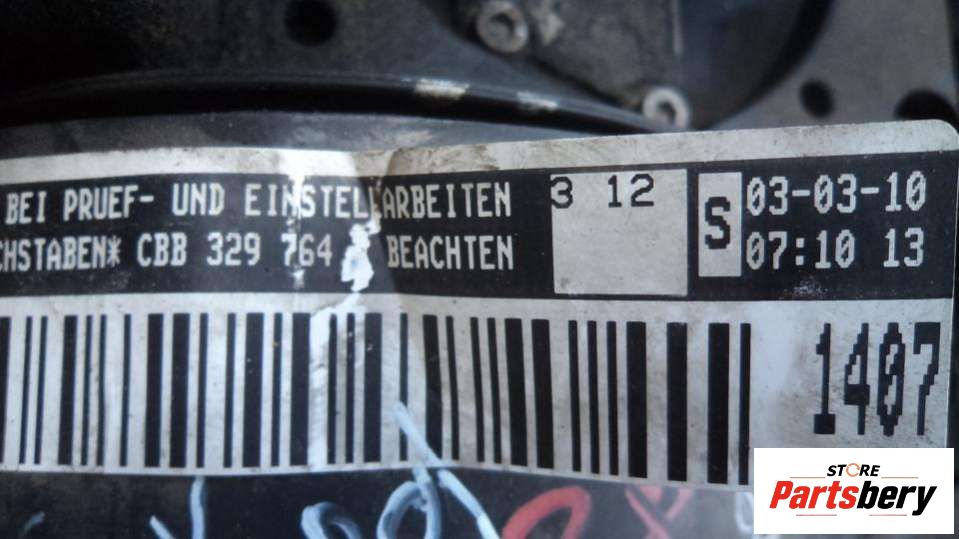 BEI PRUEF- UND EINSTELLARBEITEN
CHSTABEN* CBB 329 764 BEACHTEN
3 12
S
03-03-10
07:10 13
1407
STORE
Partsbery